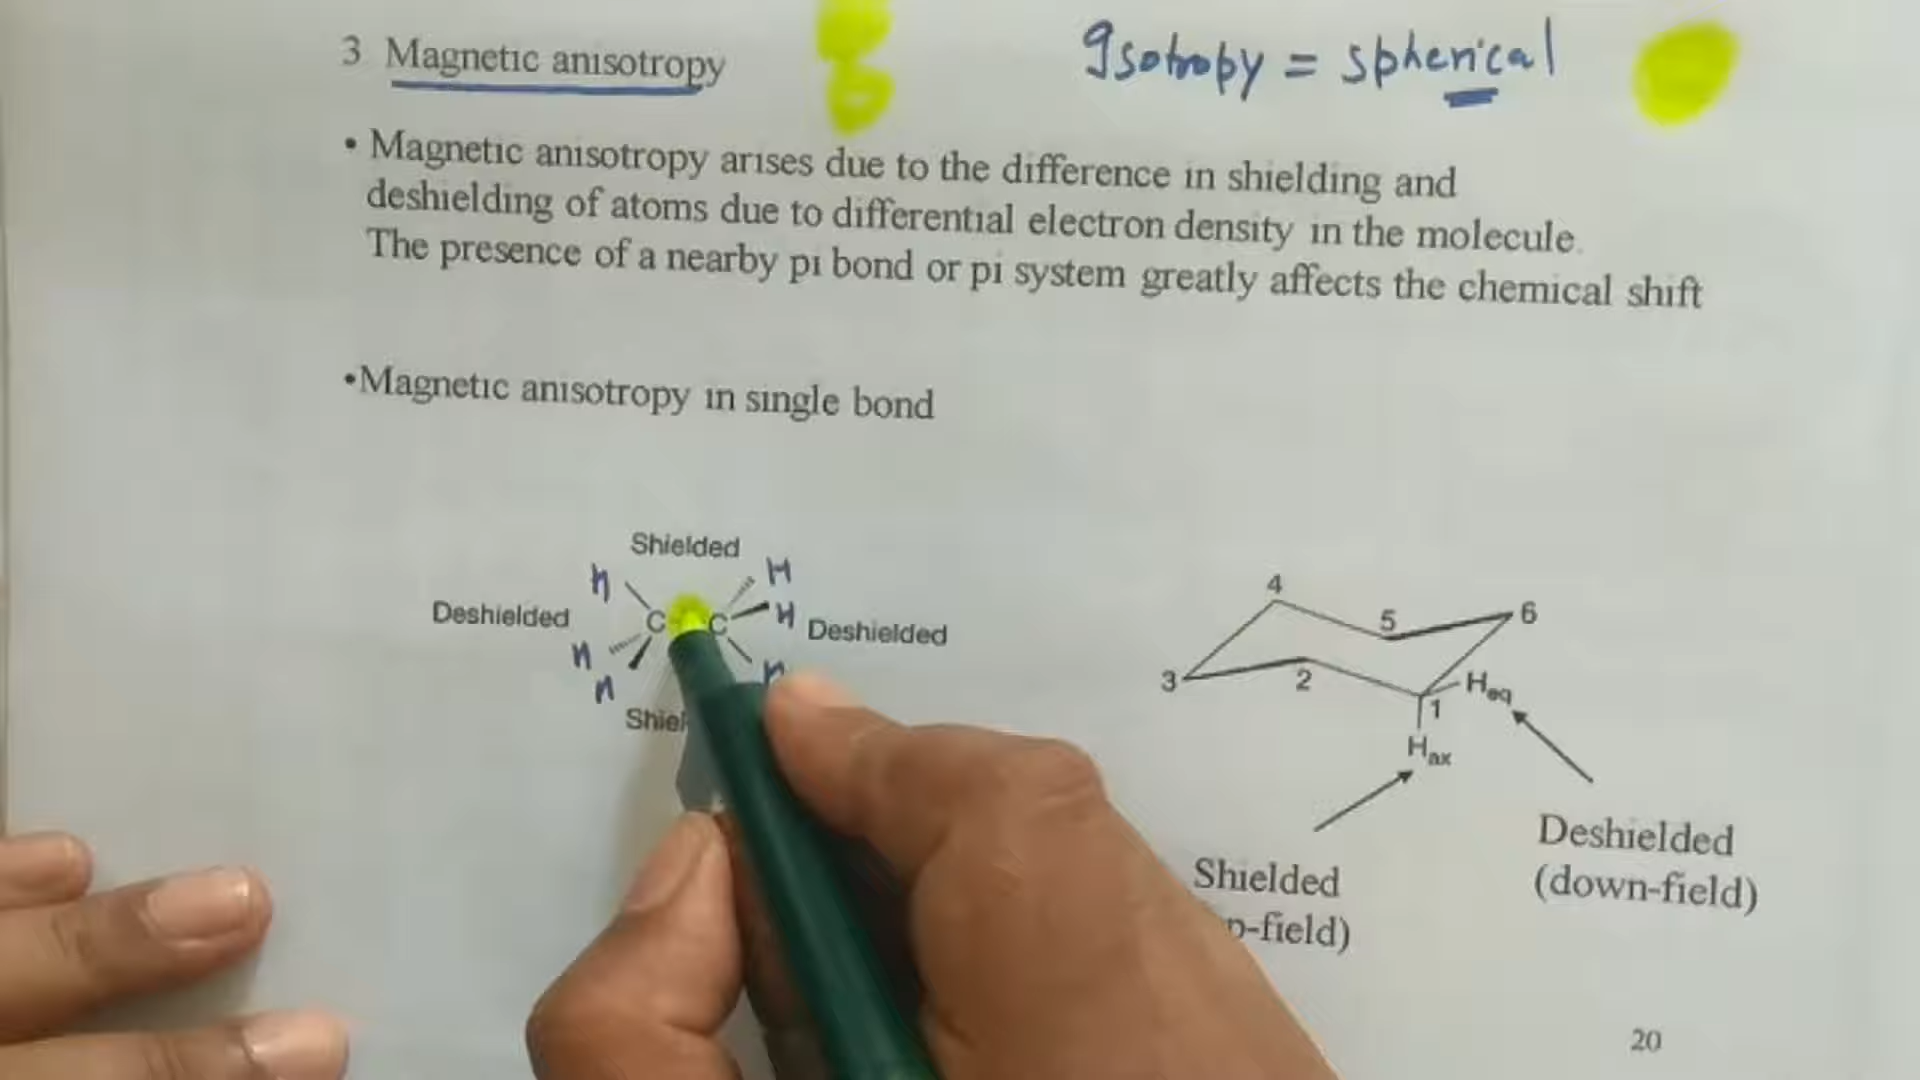 3 Magnetic anisotropy
Isotropy = spherical
• Magnetic anisotropy arises due to the difference in shielding and
deshielding of atoms due to differential electron density in the molecule.
The presence of a nearby pi bond or pi system greatly affects the chemical shift
•Magnetic anisotropy in single bond
Shielded
H H
Deshielded C C H Deshielded
H
H
Shiel
4
5 6
3 2 1 Heq
Hax
Deshielded
(down-field)
Shielded
p-field)
20